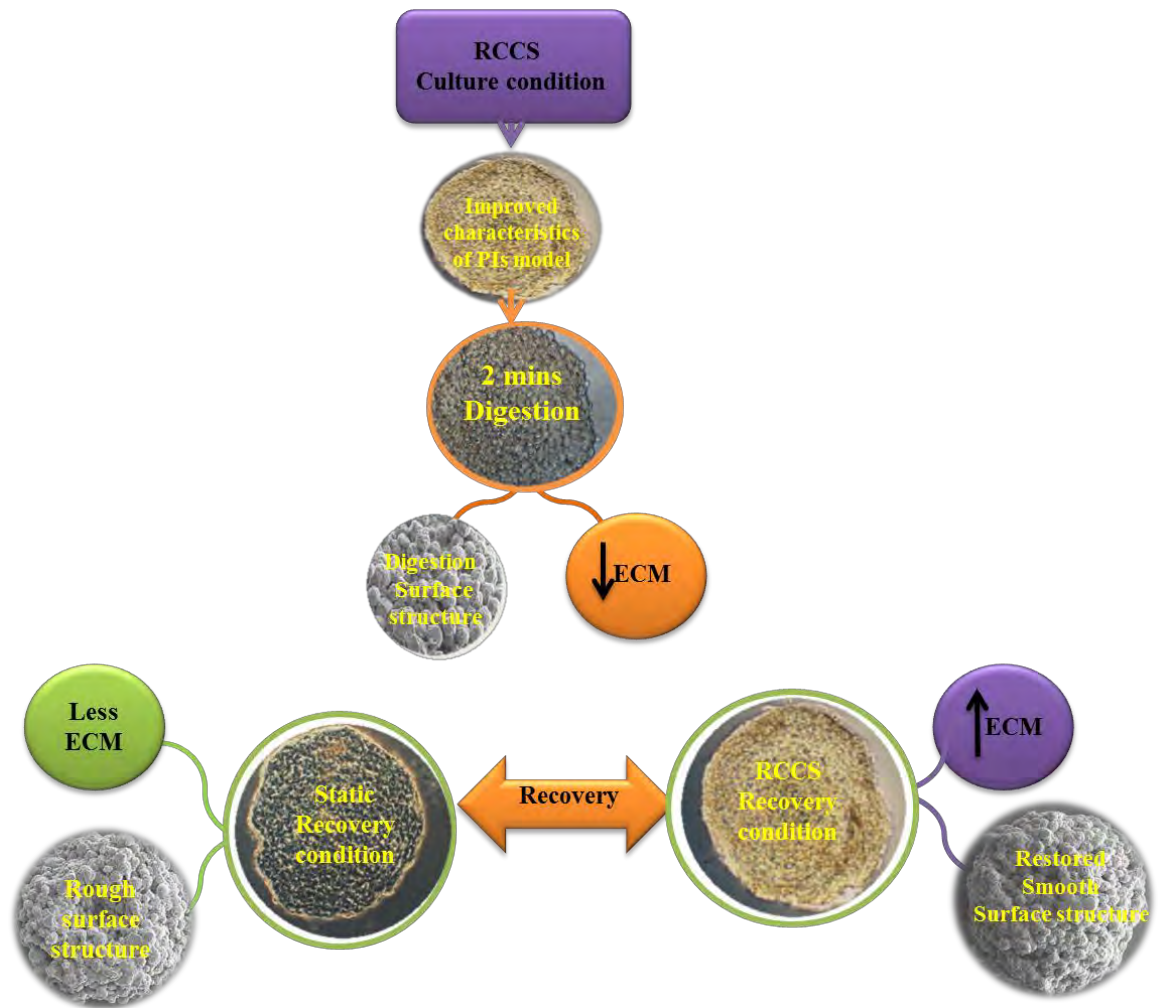 RCCS
Culture condition
Improved
characteristics
of PIs model
2 mins
Digestion
Digestion
Surface
structure
ECM
Less
ECM
Static
Recovery
condition
Rough
surface
structure
Recovery
RCCS
Recovery
condition
ECM
Restored
Smooth
Surface structure